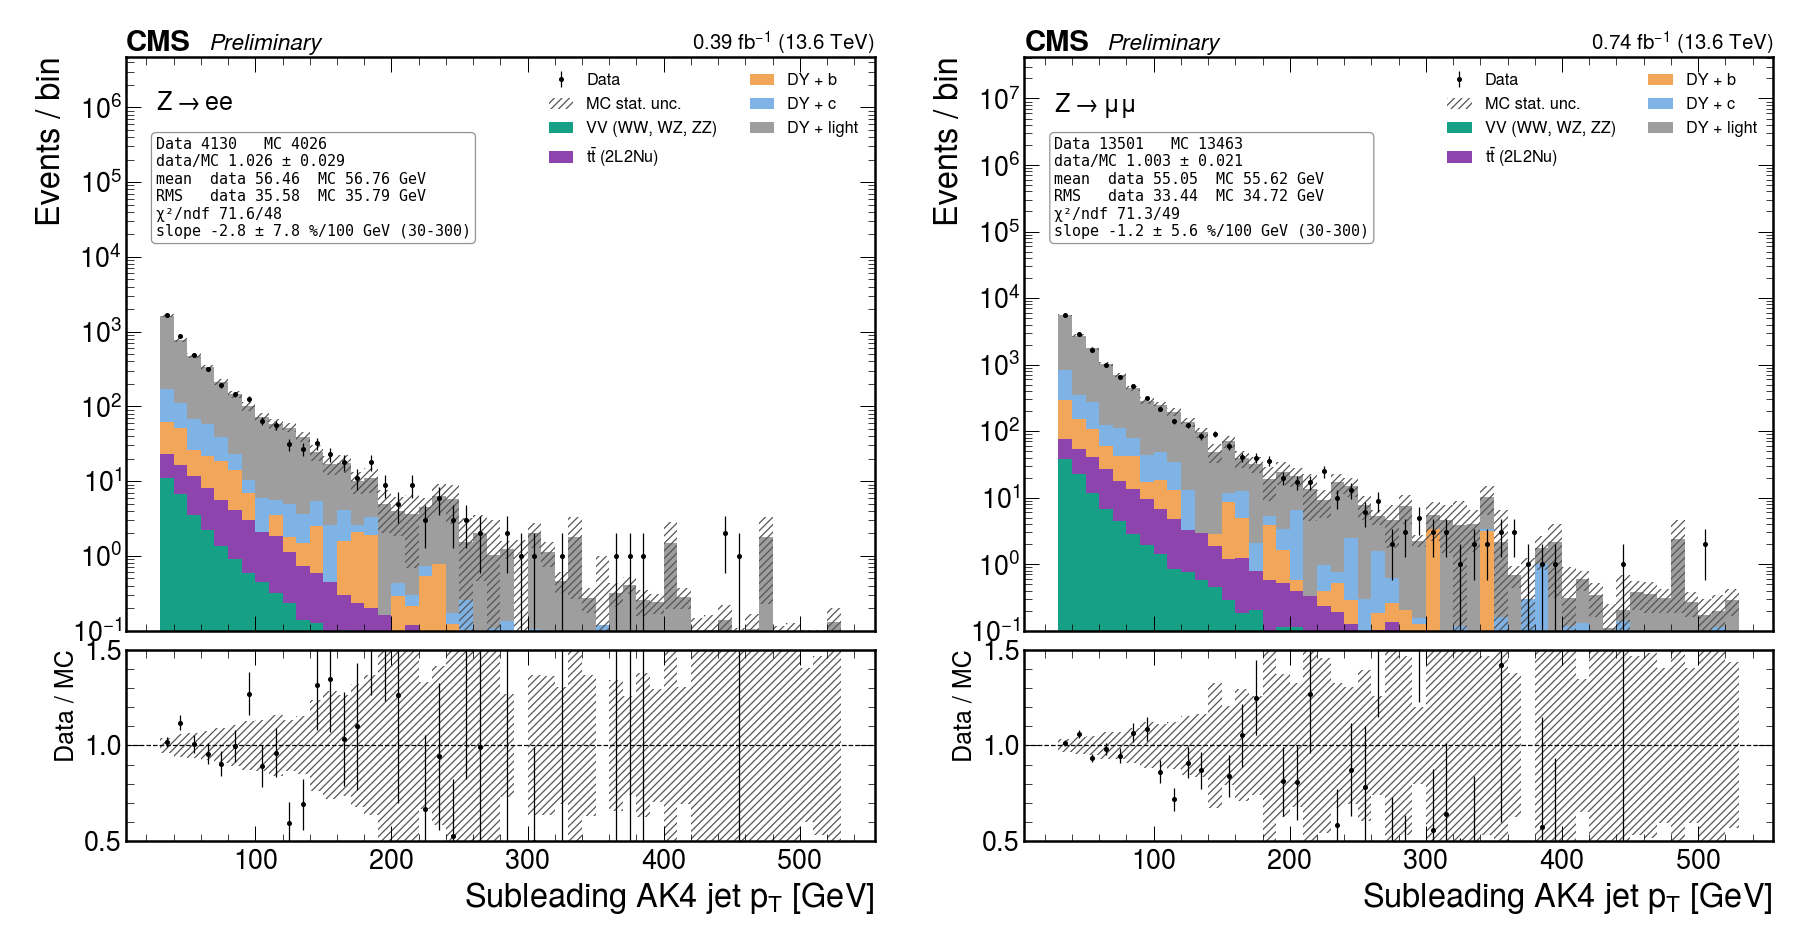 CMS Preliminary 0.39 fb⁻¹ (13.6 TeV)
Z → ee
Data
MC stat. unc.
VV (WW, WZ, ZZ)
tt̄ (2L2Nu)
DY + b
DY + c
DY + light
Data 4130 MC 4026
data/MC 1.026 ± 0.029
mean data 56.46 MC 56.76 GeV
RMS data 35.58 MC 35.79 GeV
χ²/ndf 71.6/48
slope -2.8 ± 7.8 %/100 GeV (30-300)
Events / bin
10⁶
10⁵
10⁴
10³
10²
10¹
10⁰
10⁻¹
Data / MC
1.5
1.0
0.5
100 200 300 400 500
Subleading AK4 jet p_T [GeV]
CMS Preliminary 0.74 fb⁻¹ (13.6 TeV)
Z → μμ
Data
MC stat. unc.
VV (WW, WZ, ZZ)
tt̄ (2L2Nu)
DY + b
DY + c
DY + light
Data 13501 MC 13463
data/MC 1.003 ± 0.021
mean data 55.05 MC 55.62 GeV
RMS data 33.44 MC 34.72 GeV
χ²/ndf 71.3/49
slope -1.2 ± 5.6 %/100 GeV (30-300)
Events / bin
10⁷
10⁶
10⁵
10⁴
10³
10²
10¹
10⁰
10⁻¹
Data / MC
1.5
1.0
0.5
100 200 300 400 500
Subleading AK4 jet p_T [GeV]